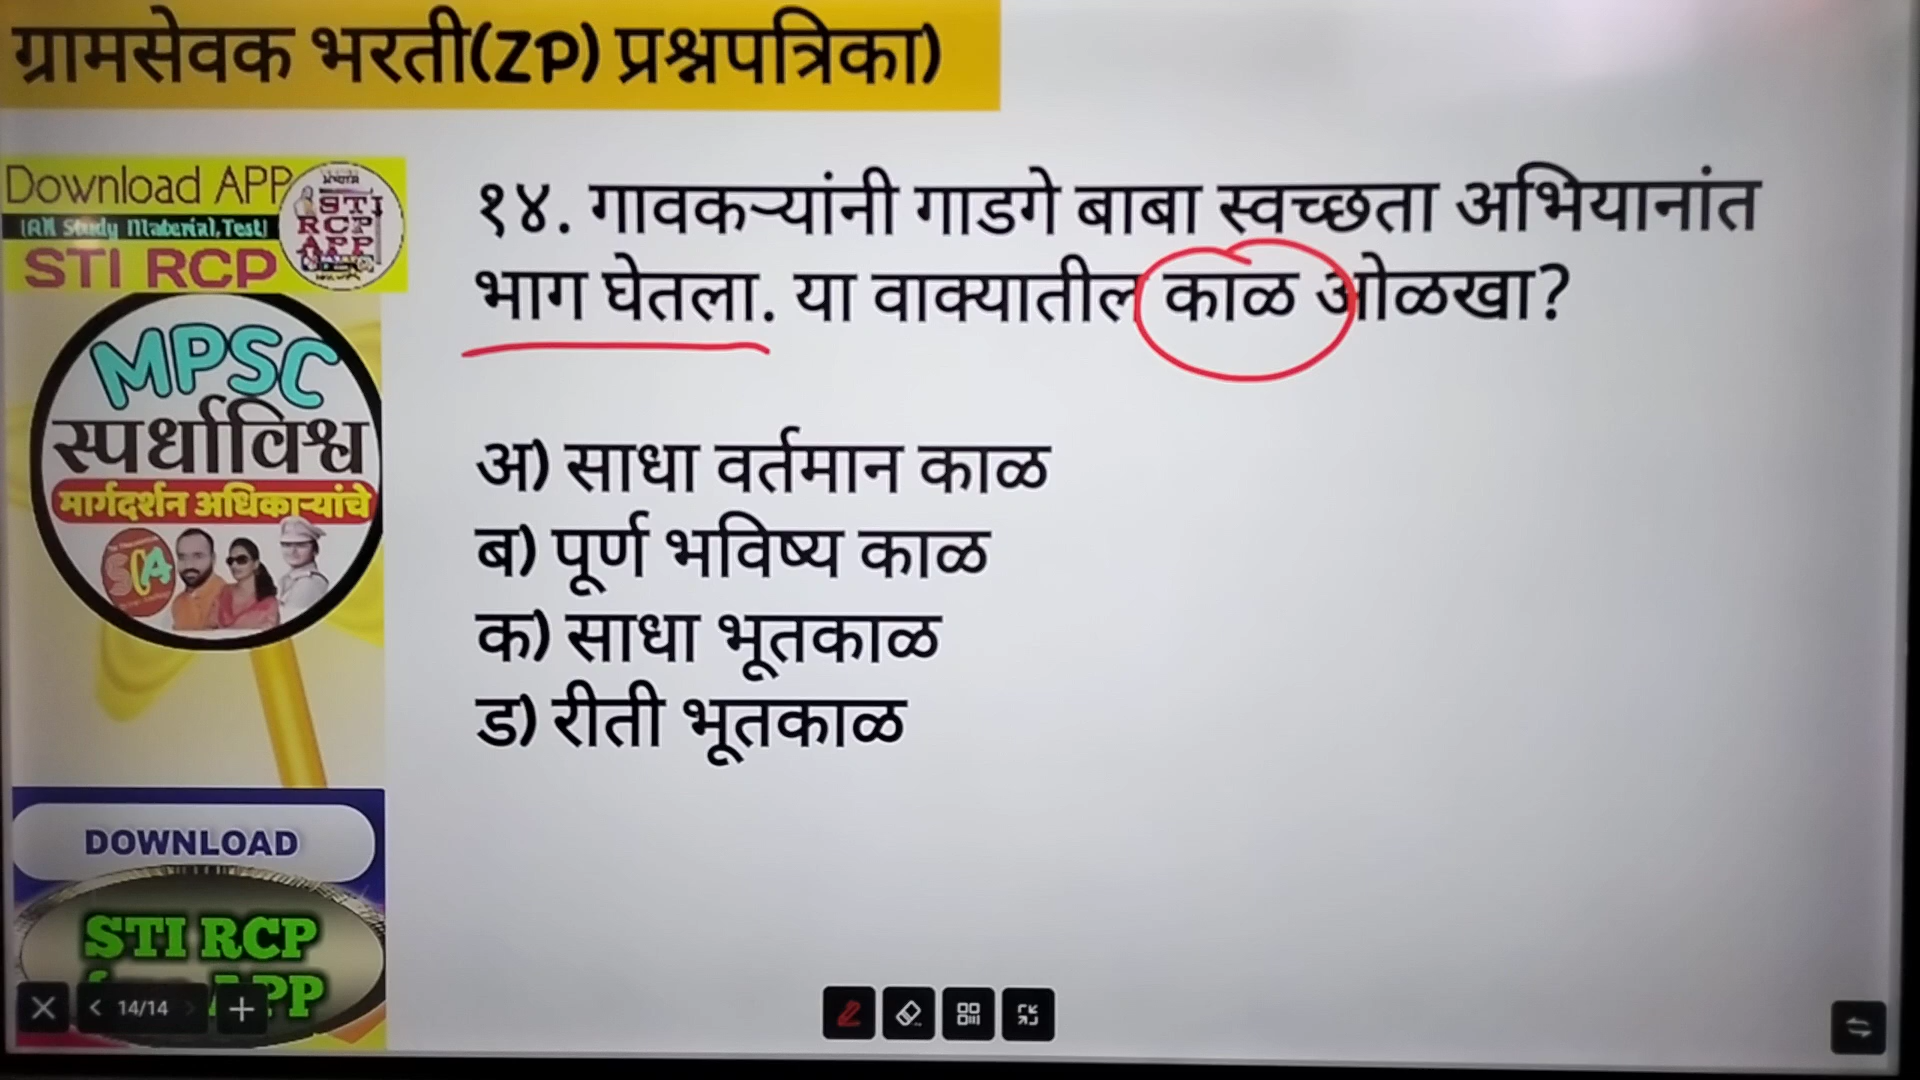 ग्रामसेवक भरती(ZP) प्रश्नपत्रिका)
Download APP
(All Study Material,Test)
STI RCP
STI
RCP
APP
MPSC
स्पर्धाविश्व
मार्गदर्शन अधिकाऱ्यांचे
SCA
१४. गावकऱ्यांनी गाडगे बाबा स्वच्छता अभियानांत
भाग घेतला. या वाक्यातील काळ ओळखा?
अ) साधा वर्तमान काळ
ब) पूर्ण भविष्य काळ
क) साधा भूतकाळ
ड) रीती भूतकाळ
DOWNLOAD
STI RCP
APP
14/14